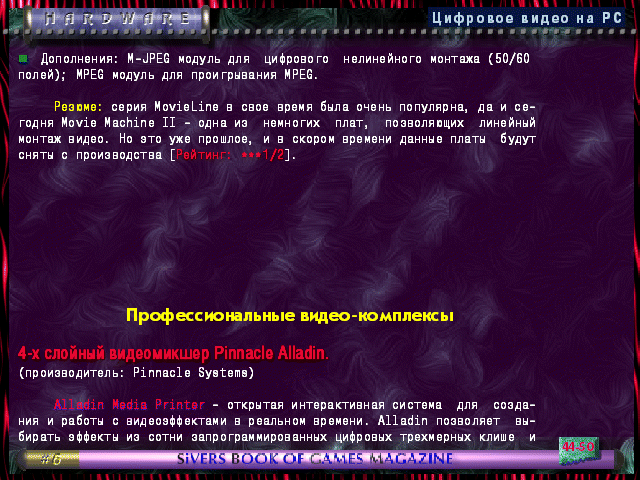 HARDWARE
Цифровое видео на PC
Дополнения: M-JPEG модуль для цифрового нелинейного монтажа (50/60
полей); MPEG модуль для проигрывания MPEG.
Резюме: серия MovieLine в свое время была очень популярна, да и се-
годня Movie Machine II - одна из немногих плат, позволяющих линейный
монтаж видео. Но это уже прошлое, и в скором времени данные платы будут
сняты с производства [Рейтинг: ***1/2].
Профессиональные видео-комплексы
4-х слойный видеомикшер Pinnacle Alladin.
(производитель: Pinnacle Systems)
Alladin Media Printer - открытая интерактивная система для созда-
ния и работы с видеоэффектами в реальном времени. Alladin позволяет вы-
бирать эффекты из сотни запрограммированных цифровых трехмерных клише и
44-50
#6
SiVERS BOOK OF GAMES MAGAZINE